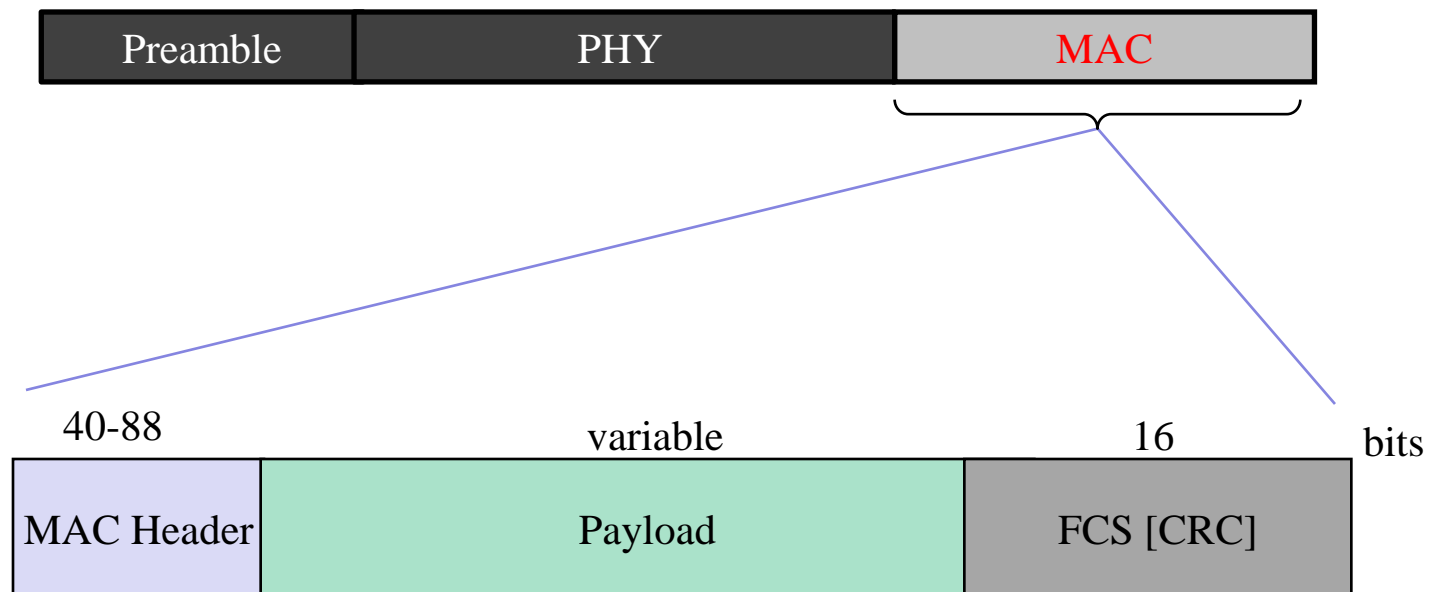 Preamble PHY MAC
40-88 variable 16 bits
MAC Header Payload FCS [CRC]